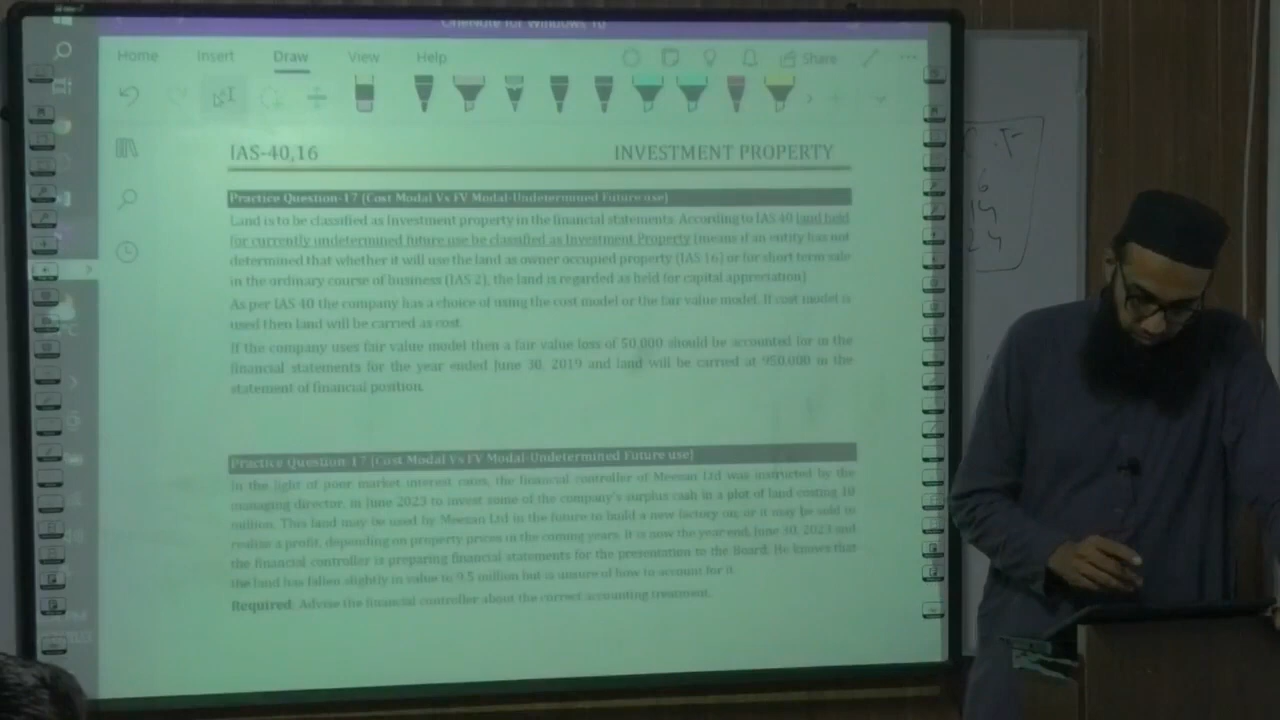 OneNote for Windows 10
Home Insert Draw View Help Share
IAS-40,16 INVESTMENT PROPERTY
Practice Question-17 [Cost Modal Vs FV Modal-Undetermined Future use]
Land is to be classified as Investment property in the financial statements. According to IAS 40 land held
for currently undetermined future use be classified as Investment Property (means if an entity has not
determined that whether it will use the land as owner occupied property (IAS 16) or for short term sale
in the ordinary course of business (IAS 2), the land is regarded as held for capital appreciation)
As per IAS 40 the company has a choice of using the cost model or the fair value model. If cost model is
used then land will be carried as cost.
If the company uses fair value model then a fair value loss of 50,000 should be accounted for in the
financial statements for the year ended June 30, 2019 and land will be carried at 950,000 in the
statement of financial position.
Practice Question-17 [Cost Modal Vs FV Modal-Undetermined Future use]
In the light of poor market interest rates, the financial controller of Meezan Ltd was instructed by the
managing director, in June 2023 to invest some of the company's surplus cash in a plot of land costing 10
million. This land may be used by Meezan Ltd in the future to build a new factory on, or it may be sold to
realize a profit, depending on property prices in the coming years. It is now the year end, June 30, 2023 and
the financial controller is preparing financial statements for the presentation to the Board. He knows that
the land has fallen slightly in value to 9.5 million but is unsure of how to account for it.
Required: Advise the financial controller about the correct accounting treatment.